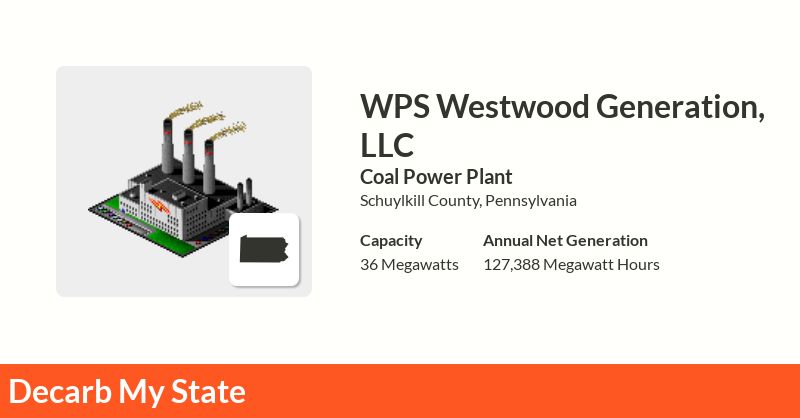 WPS Westwood Generation,
LLC
Coal Power Plant
Schuylkill County, Pennsylvania
Capacity
Annual Net Generation
36 Megawatts
127,388 Megawatt Hours
Decarb My State